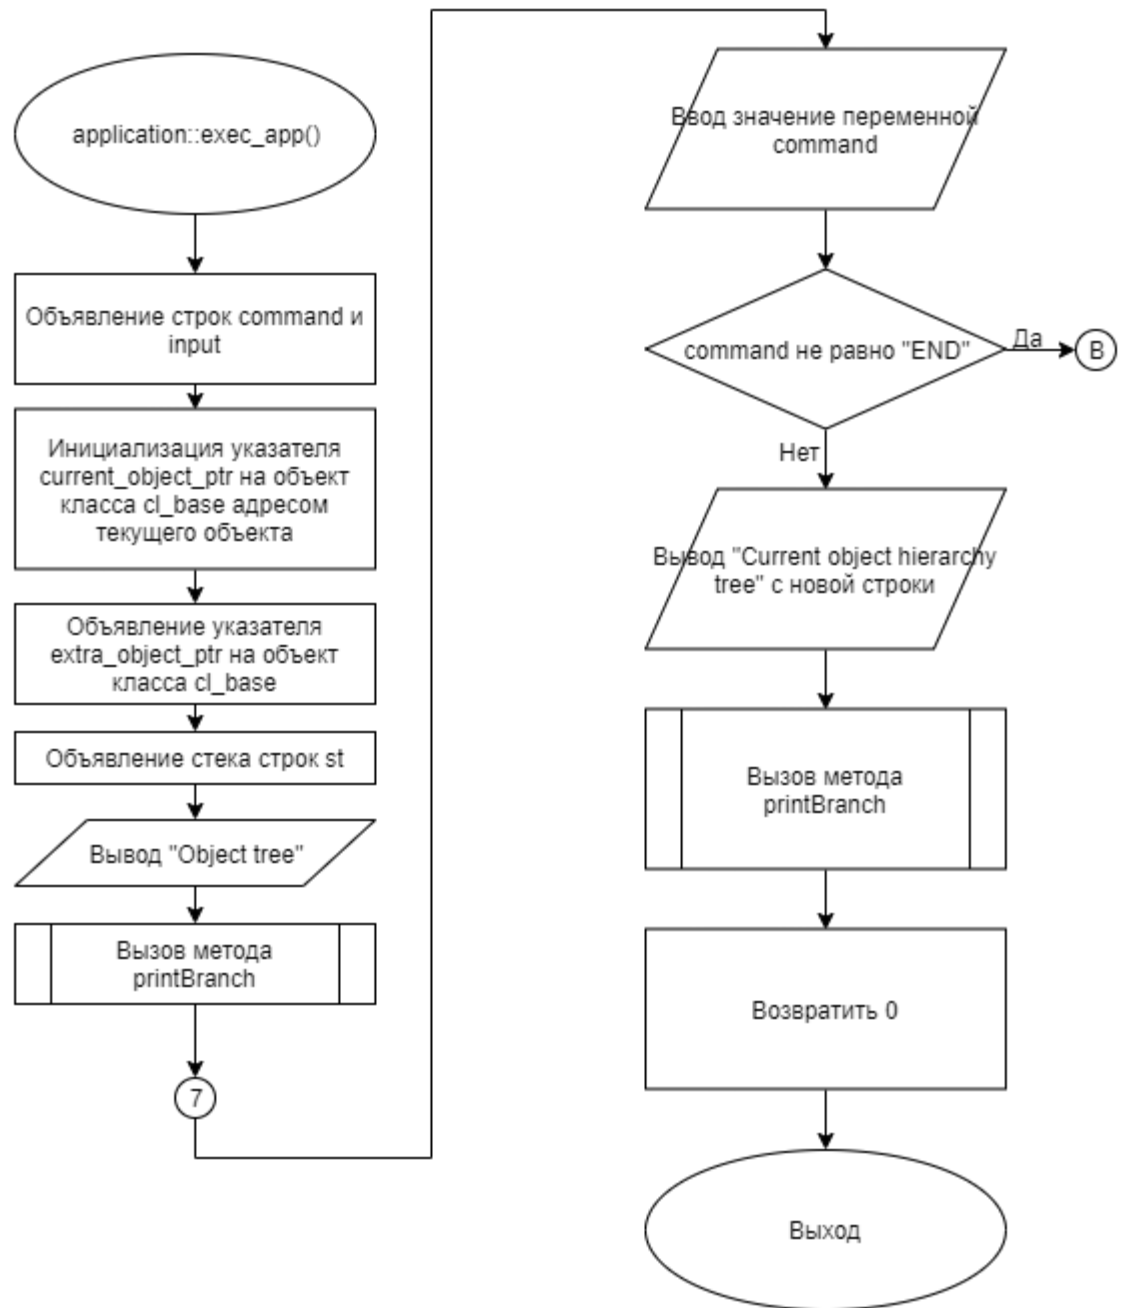 application::exec_app()
Объявление строк command и
input
Инициализация указателя
current_object_ptr на объект
класса cl_base адресом
текущего объекта
Объявление указателя
extra_object_ptr на объект
класса cl_base
Объявление стека строк st
Вывод "Object tree"
Вызов метода
printBranch
7
Ввод значение переменной
command
command не равно "END"
Да
B
Нет
Вывод "Current object hierarchy
tree" с новой строки
Вызов метода
printBranch
Возвратить 0
Выход